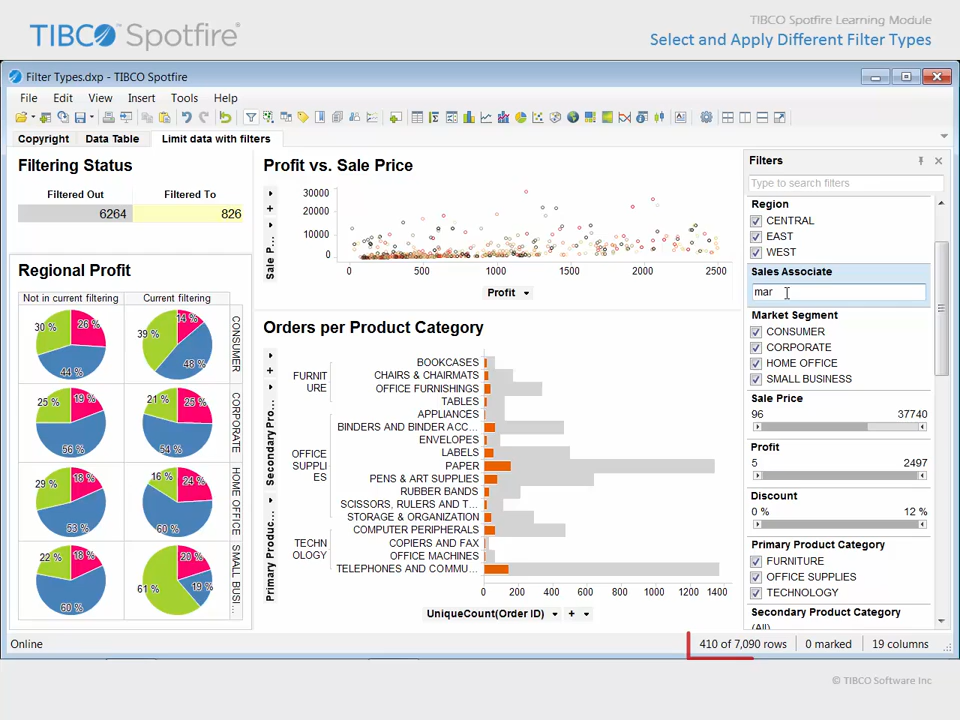 TIBCO Spotfire®
TIBCO Spotfire Learning Module
Select and Apply Different Filter Types
Filter Types.dxp - TIBCO Spotfire
File Edit View Insert Tools Help
Copyright Data Table Limit data with filters
Filtering Status
Filtered Out Filtered To
6264 826
Regional Profit
Not in current filtering Current filtering
30 % 26 % 44 %
39 % 14 % 48 %
CONSUMER
25 % 19 % 56 %
21 % 25 % 54 %
CORPORATE
29 % 18 % 53 %
16 % 24 % 60 %
HOME OFFICE
22 % 18 % 60 %
61 % 20 % 19 %
SMALL BUSI...
Profit vs. Sale Price
Sale P...
30000
20000
10000
0
0 500 1000 1500 2000 2500
Profit
Orders per Product Category
Secondary Pro...
Primary Produc...
FURNIT
URE
BOOKCASES
CHAIRS & CHAIRMATS
OFFICE FURNISHINGS
TABLES
OFFICE
SUPPLI
ES
APPLIANCES
BINDERS AND BINDER ACC...
ENVELOPES
LABELS
PAPER
PENS & ART SUPPLIES
RUBBER BANDS
SCISSORS, RULERS AND T...
STORAGE & ORGANIZATION
TECHN
OLOGY
COMPUTER PERIPHERALS
COPIERS AND FAX
OFFICE MACHINES
TELEPHONES AND COMMU...
0 200 400 600 800 1000 1200 1400
UniqueCount(Order ID) +
Filters
Type to search filters
Region
CENTRAL
EAST
WEST
Sales Associate
mar
Market Segment
CONSUMER
CORPORATE
HOME OFFICE
SMALL BUSINESS
Sale Price
96 37740
Profit
5 2497
Discount
0 % 12 %
Primary Product Category
FURNITURE
OFFICE SUPPLIES
TECHNOLOGY
Secondary Product Category
(All)
Online
410 of 7,090 rows 0 marked 19 columns
© TIBCO Software Inc